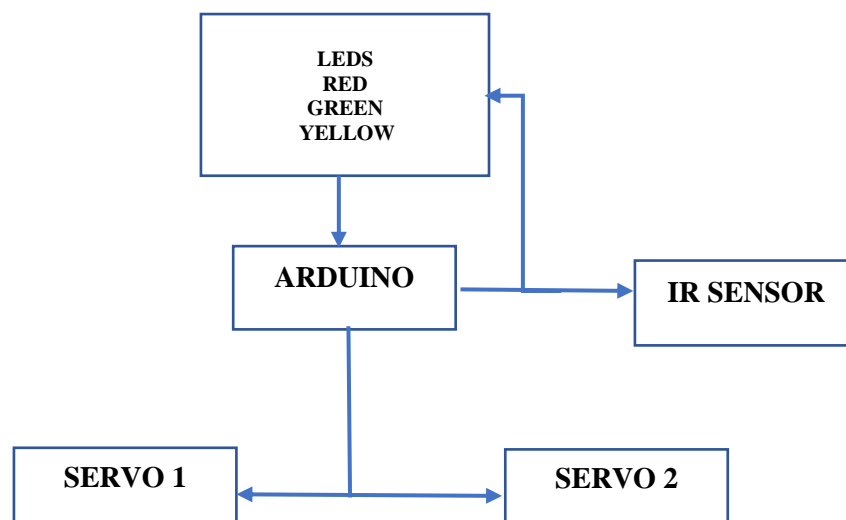 LEDS
RED
GREEN
YELLOW
ARDUINO
IR SENSOR
SERVO 1
SERVO 2